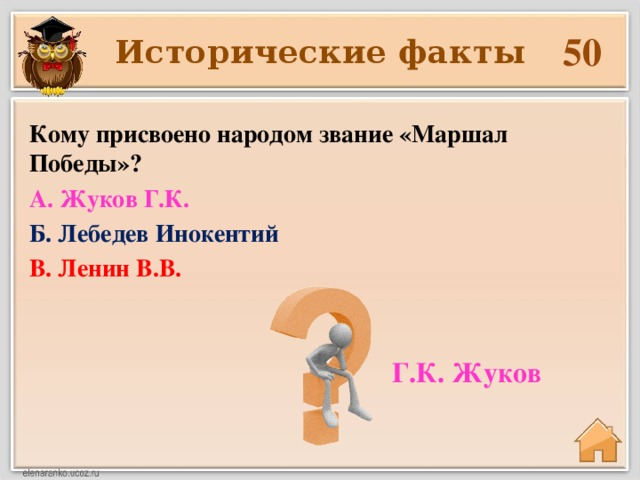 Исторические факты 50
Кому присвоено народом звание «Маршал
Победы»?
А. Жуков Г.К.
Б. Лебедев Инокентий
В. Ленин В.В.
Г.К. Жуков
elenaranko.ucoz.ru